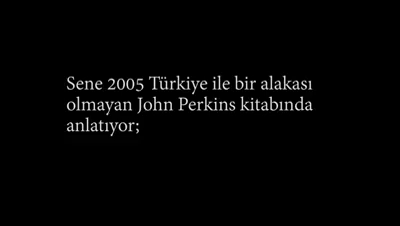 Sene 2005 Türkiye ile bir alakası
olmayan John Perkins kitabında
anlatıyor;